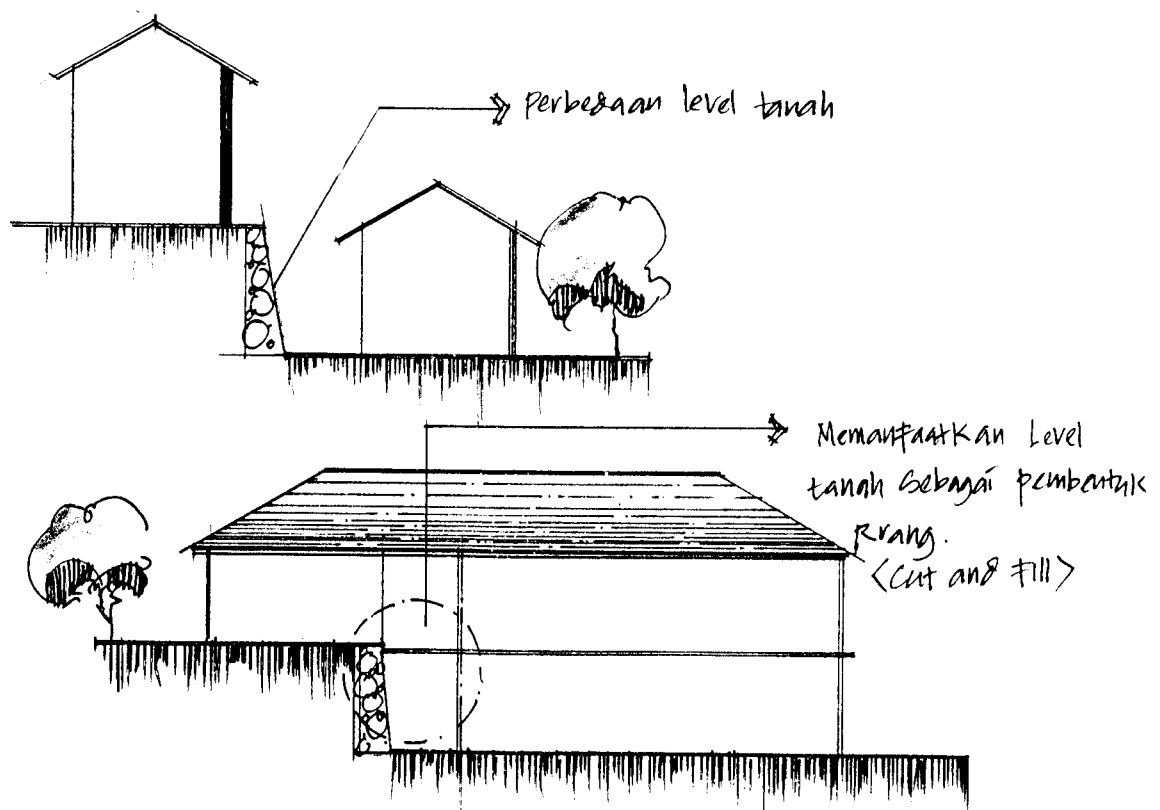 Perbedaan level tanah
Memanfaatkan Level
tanah sebagai pembentuk
Ruang.
<Cut and Fill>